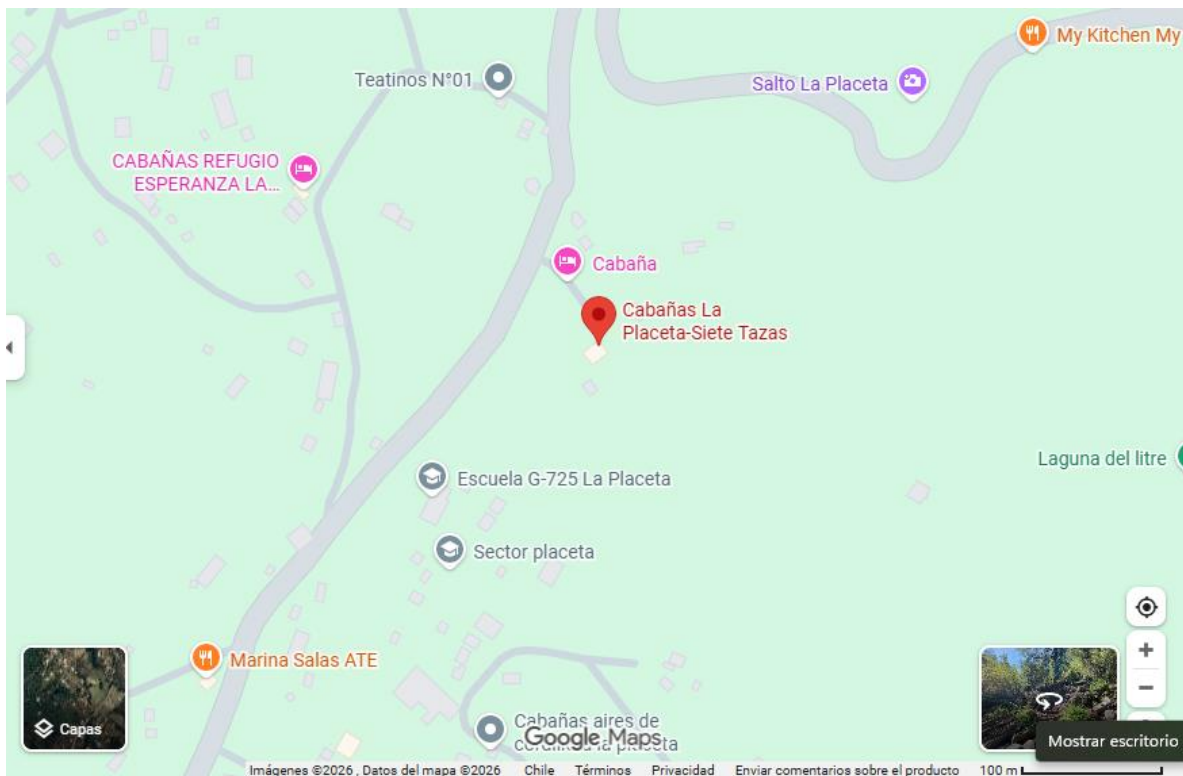 My Kitchen My
Teatinos N°01
Salto La Placeta
CABAÑAS REFUGIO
ESPERANZA LA...
Cabaña
Cabañas La
Placeta-Siete Tazas
Laguna del litre
Escuela G-725 La Placeta
Sector placeta
Marina Salas ATE
Cabañas aires de
la placeta
Google Maps
Capas
Mostrar escritorio
Imágenes ©2026 , Datos del mapa ©2026 Chile Términos Privacidad Enviar comentarios sobre el producto 100 m